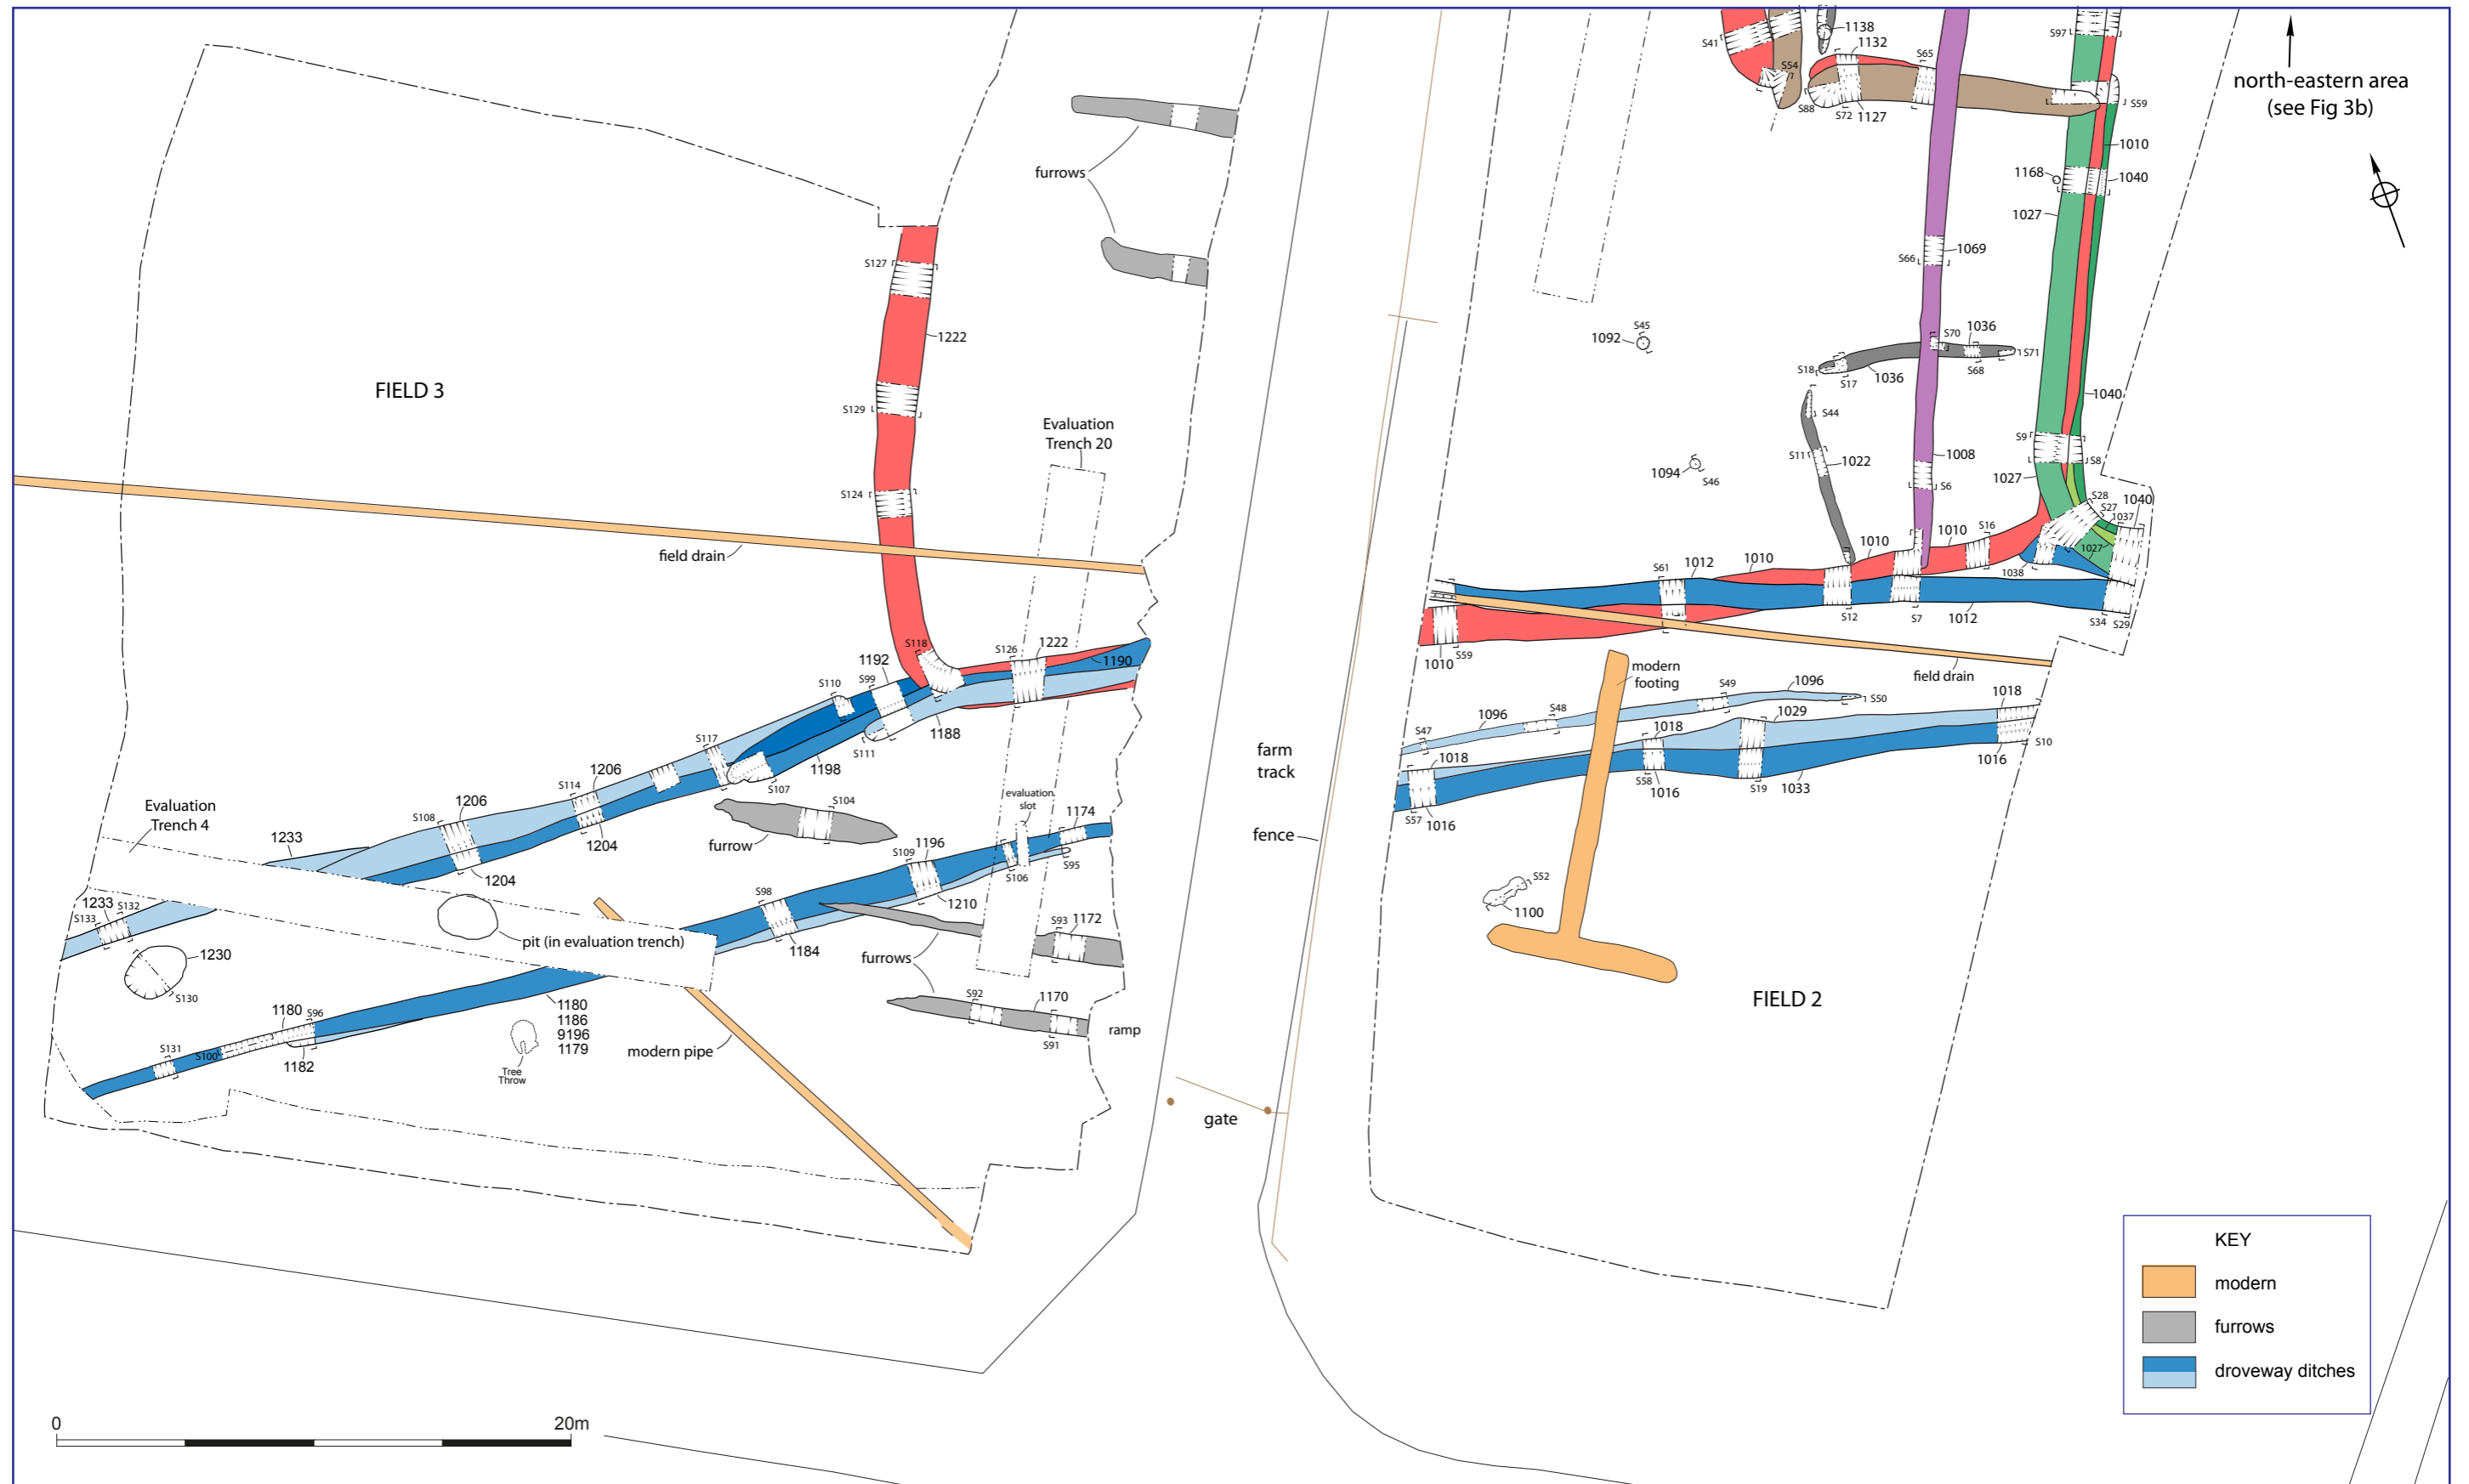 S41
S54
1138
1132
S65
S88
S72
1127
S97
S59
north-eastern area
(see Fig 3b)
furrows
1010
1168
1040
1027
S127
1222
S66
1069
S45
1092
S70
1036
S71
S18
S17
1036
S68
FIELD 3
S129
1040
Evaluation
Trench 20
S44
S11
1022
1094
S46
S9
S8
1008
1027
S6
S124
S28
S27
1040
1037
field drain
1010
1010
S16
1027
1038
S61
1012
1010
S12
S7
1012
S34
S29
1010
S59
field drain
S118
S126
1222
1190
1192
S99
S110
1188
S111
S117
1198
S107
modern
footing
S49
1096
S50
1018
S48
1096
S47
1029
1018
1018
S10
1016
S58
1016
S19
1033
S57
1016
farm
track
fence
1206
S114
1206
S108
1204
1204
Evaluation
Trench 4
1233
S104
furrow
evaluation
slot
1174
1196
S109
S106
S95
1210
S98
1184
1233
S132
S133
pit (in evaluation trench)
1230
S130
S93
1172
furrows
S52
1100
S92
1170
S91
ramp
FIELD 2
1180
1186
9196
1179
1180
S96
S131
S100
1182
Tree
Throw
modern pipe
gate
KEY
modern
furrows
droveway ditches
0
20m